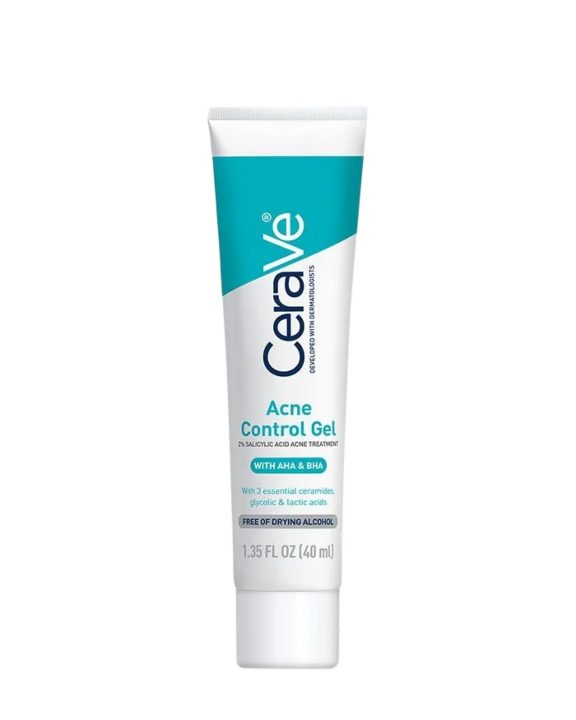 CeraVe®
DEVELOPED WITH DERMATOLOGISTS
Acne
Control Gel
2% SALICYLIC ACID ACNE TREATMENT
WITH AHA & BHA
With 3 essential ceramides,
glycolic & lactic acids
FREE OF DRYING ALCOHOL
1.35 FL OZ (40 ml)